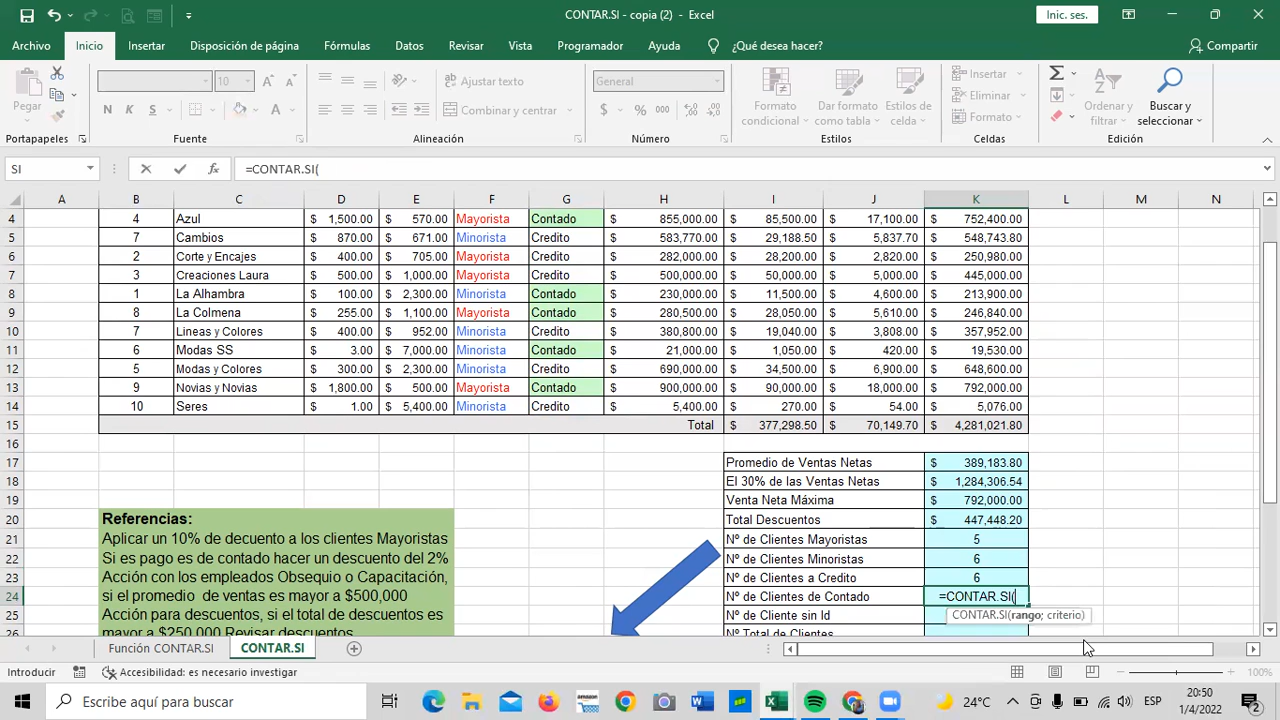 CONTAR.SI - copia (2) - Excel
Inic. ses.
Archivo Inicio Insertar Disposición de página Fórmulas Datos Revisar Vista Programador Ayuda ¿Qué desea hacer? Compartir
Pegar
10
N K S
Ajustar texto
Combinar y centrar
General
$ % 000
Formato condicional
Dar formato como tabla
Estilos de celda
Insertar
Eliminar
Formato
Ordenar y filtrar
Buscar y seleccionar
Portapapeles Fuente Alineación Número Estilos Celdas Edición
SI =CONTAR.SI(
A B C D E F G H I J K L M N
4 4 Azul $ 1,500.00 $ 570.00 Mayorista Contado $ 855,000.00 $ 85,500.00 $ 17,100.00 $ 752,400.00
5 7 Cambios $ 870.00 $ 671.00 Minorista Credito $ 583,770.00 $ 29,188.50 $ 5,837.70 $ 548,743.80
6 2 Corte y Encajes $ 400.00 $ 705.00 Mayorista Credito $ 282,000.00 $ 28,200.00 $ 2,820.00 $ 250,980.00
7 3 Creaciones Laura $ 500.00 $ 1,000.00 Mayorista Credito $ 500,000.00 $ 50,000.00 $ 5,000.00 $ 445,000.00
8 1 La Alhambra $ 100.00 $ 2,300.00 Minorista Contado $ 230,000.00 $ 11,500.00 $ 4,600.00 $ 213,900.00
9 8 La Colmena $ 255.00 $ 1,100.00 Mayorista Contado $ 280,500.00 $ 28,050.00 $ 5,610.00 $ 246,840.00
10 7 Lineas y Colores $ 400.00 $ 952.00 Minorista Credito $ 380,800.00 $ 19,040.00 $ 3,808.00 $ 357,952.00
11 6 Modas SS $ 3.00 $ 7,000.00 Minorista Contado $ 21,000.00 $ 1,050.00 $ 420.00 $ 19,530.00
12 5 Modas y Colores $ 300.00 $ 2,300.00 Minorista Credito $ 690,000.00 $ 34,500.00 $ 6,900.00 $ 648,600.00
13 9 Novias y Novias $ 1,800.00 $ 500.00 Mayorista Contado $ 900,000.00 $ 90,000.00 $ 18,000.00 $ 792,000.00
14 10 Seres $ 1.00 $ 5,400.00 Minorista Credito $ 5,400.00 $ 270.00 $ 54.00 $ 5,076.00
15 Total $ 377,298.50 $ 70,149.70 $ 4,281,021.80
16
17 Promedio de Ventas Netas $ 389,183.80
18 El 30% de las Ventas Netas $ 1,284,306.54
19 Venta Neta Máxima $ 792,000.00
20 Referencias: Total Descuentos $ 447,448.20
21 Aplicar un 10% de decuento a los clientes Mayoristas Nº de Clientes Mayoristas 5
22 Si es pago es de contado hacer un descuento del 2% Nº de Clientes Minoristas 6
23 Acción con los empleados Obsequio o Capacitación, Nº de Clientes a Credito 6
24 si el promedio de ventas es mayor a $500,000 Nº de Clientes de Contado =CONTAR.SI(
25 Acción para descuentos, si el total de descuentos es Nº de Cliente sin Id CONTAR.SI(rango; criterio)
26 mayor a $250,000 Revisar descuentos Nº Total de Clientes
Función CONTAR.SI CONTAR.SI
Introducir Accesibilidad: es necesario investigar 100%
Escribe aquí para buscar
amazon
24°C
ESP
20:50
1/4/2022
2